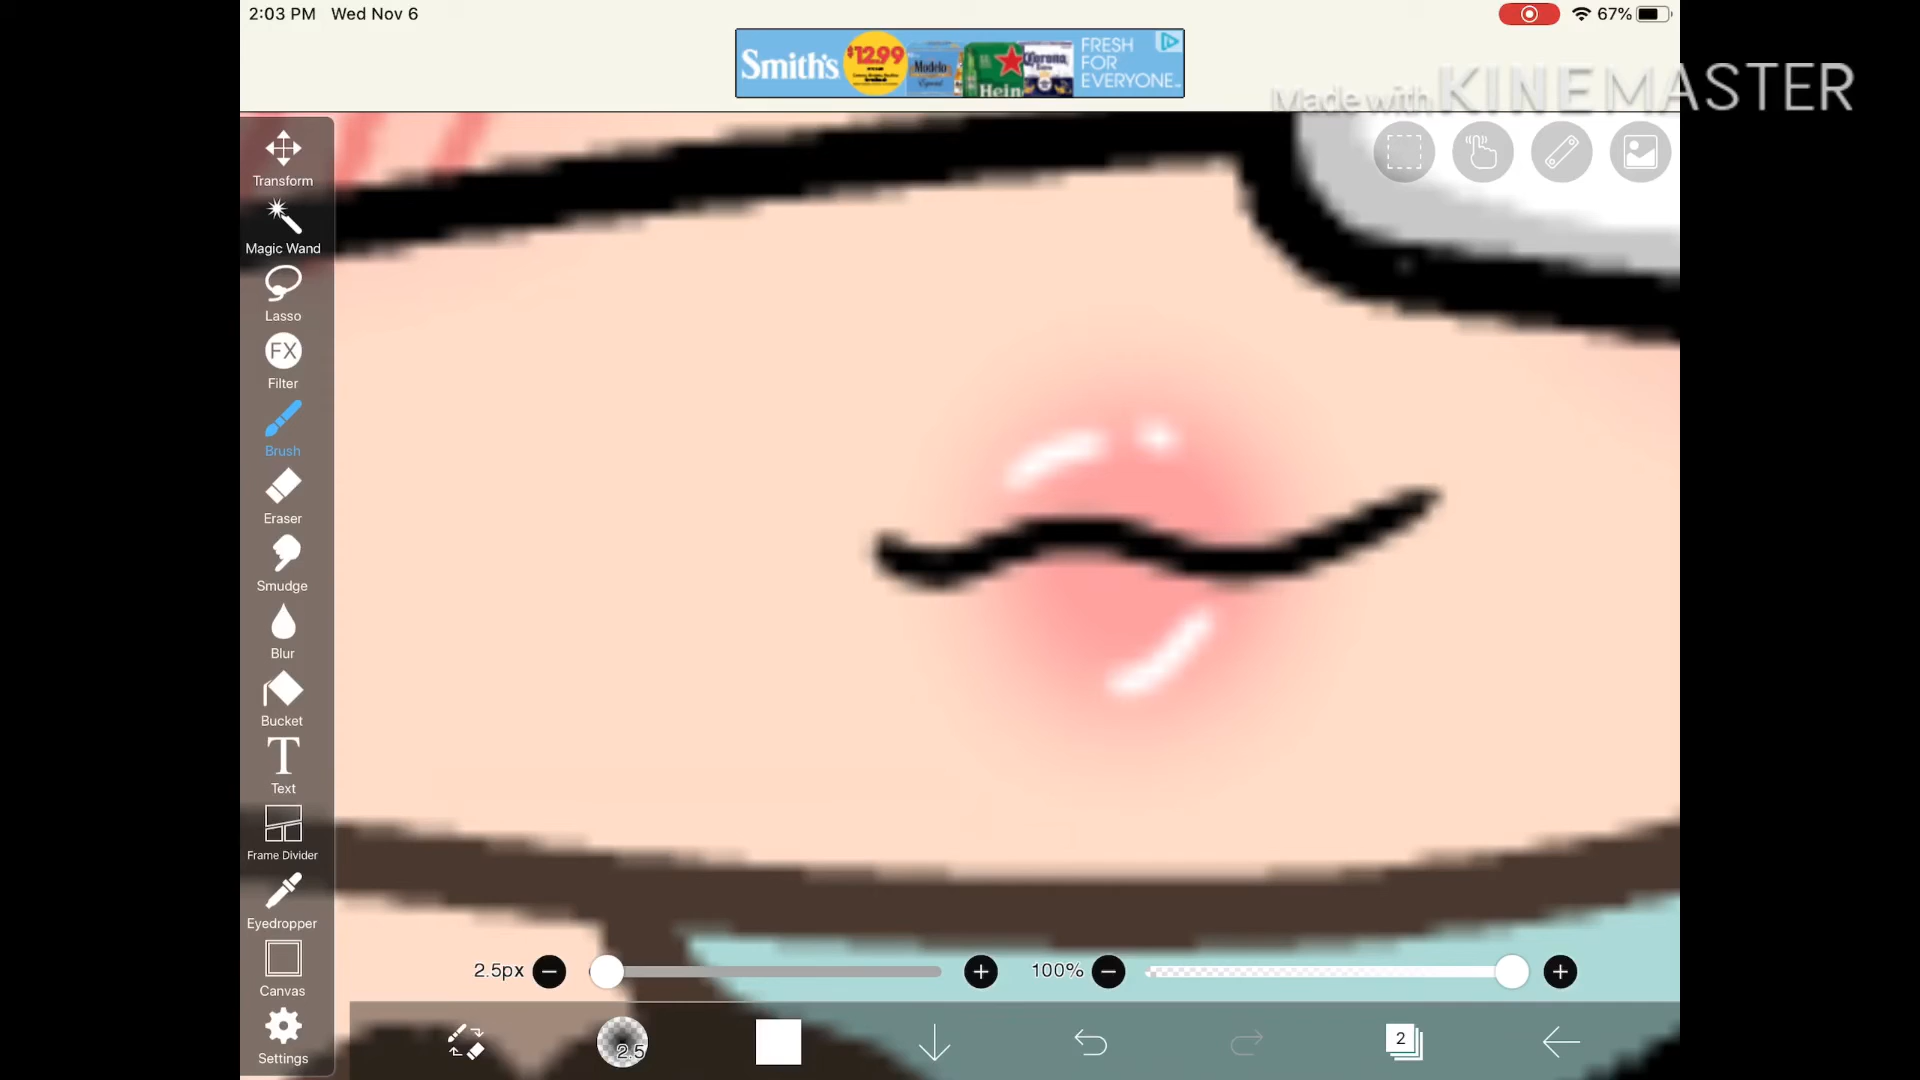 2:03 PM Wed Nov 6
67%
Smith's
$12.99
Modelo
Especial
Hein
Corona
FRESH
FOR
EVERYONE.
Made with KINEMASTER
Transform
Magic Wand
Lasso
FX
Filter
Brush
Eraser
Smudge
Blur
Bucket
T
Text
Frame Divider
Eyedropper
Canvas
Settings
2.5px
100%
2.5
2